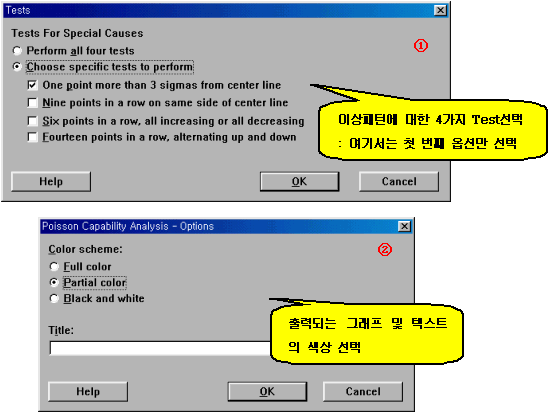 Tests
Tests For Special Causes
①
Perform all four tests
Choose specific tests to perform
One point more than 3 sigmas from center line
Nine points in a row on same side of center line
Six points in a row, all increasing or all decreasing
Fourteen points in a row, alternating up and down
이상패턴에 대한 4가지 Test선택
: 여기서는 첫 번째 옵션만 선택
Help
OK
Cancel
Poisson Capability Analysis - Options
②
Color scheme:
Full color
Partial color
Black and white
출력되는 그래프 및 텍스트
의 색상 선택
Title:
Help
OK
Cancel